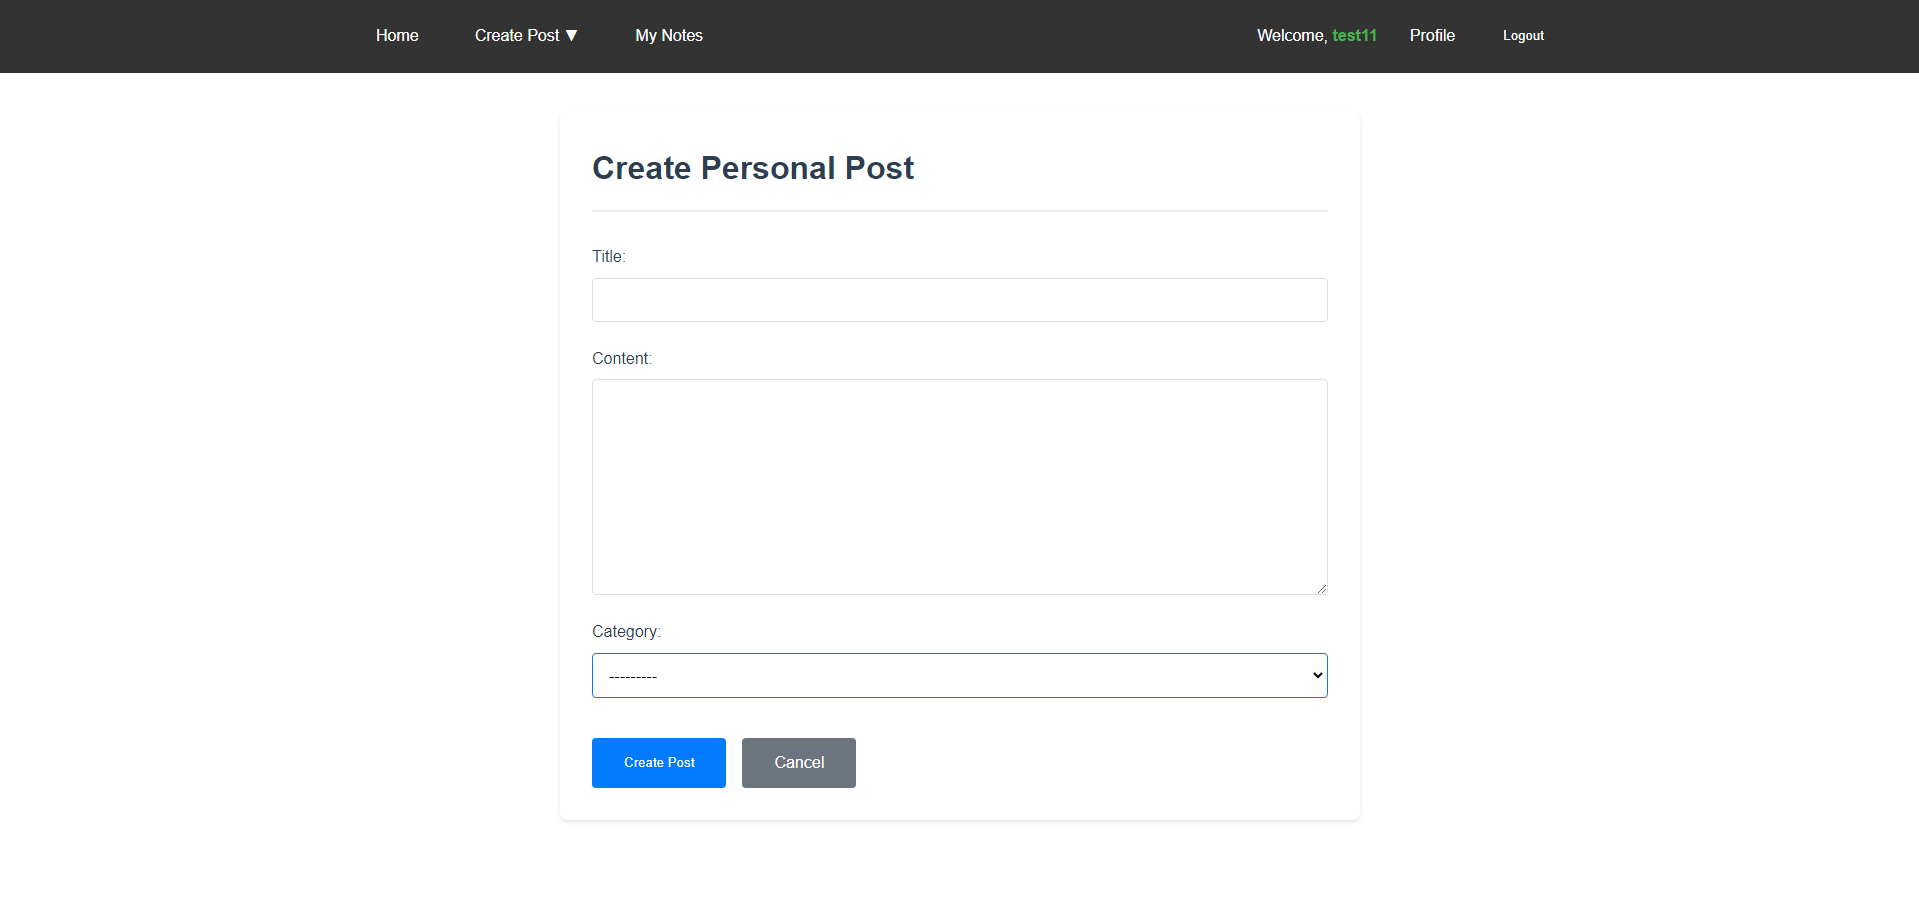 Home Create Post ▼ My Notes Welcome, test11 Profile Logout
Create Personal Post
Title:
Content:
Category:
---------
Create Post Cancel